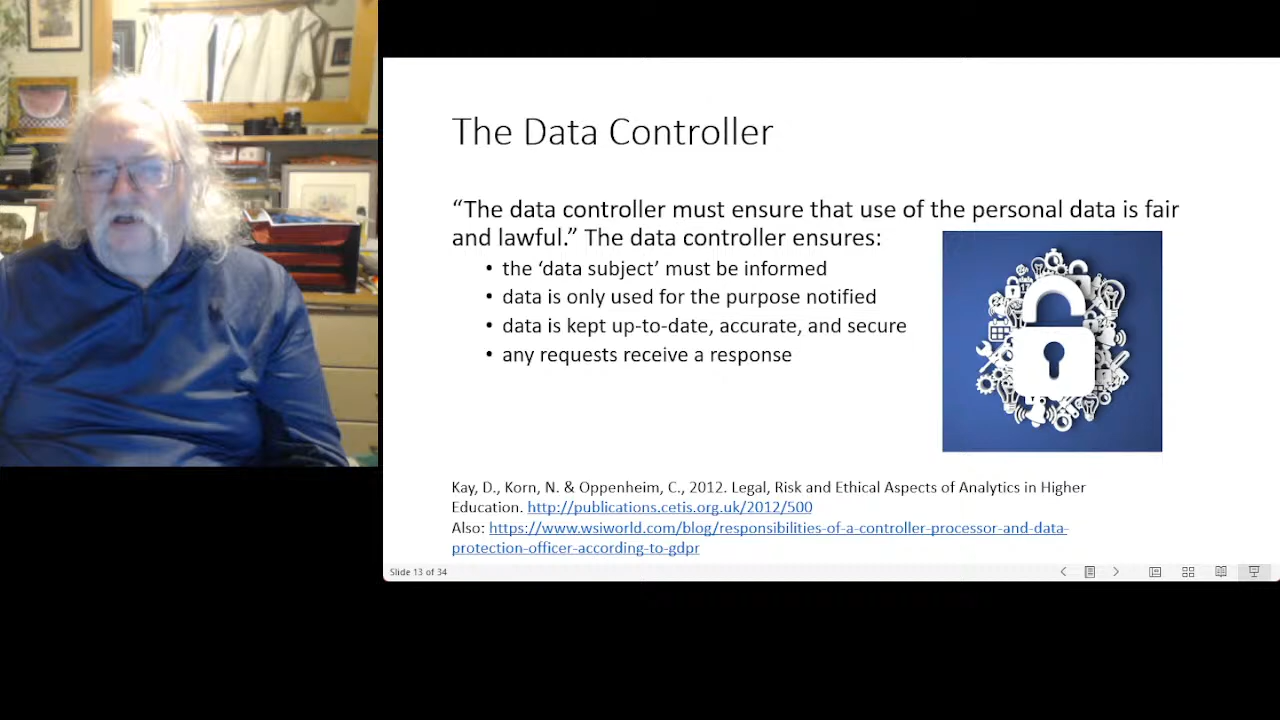 The Data Controller
“The data controller must ensure that use of the personal data is fair
and lawful.” The data controller ensures:
• the ‘data subject’ must be informed
• data is only used for the purpose notified
• data is kept up-to-date, accurate, and secure
• any requests receive a response
Kay, D., Korn, N. & Oppenheim, C., 2012. Legal, Risk and Ethical Aspects of Analytics in Higher
Education. http://publications.cetis.org.uk/2012/500
Also: https://www.wsiworld.com/blog/responsibilities-of-a-controller-processor-and-data-
protection-officer-according-to-gdpr
Slide 13 of 34